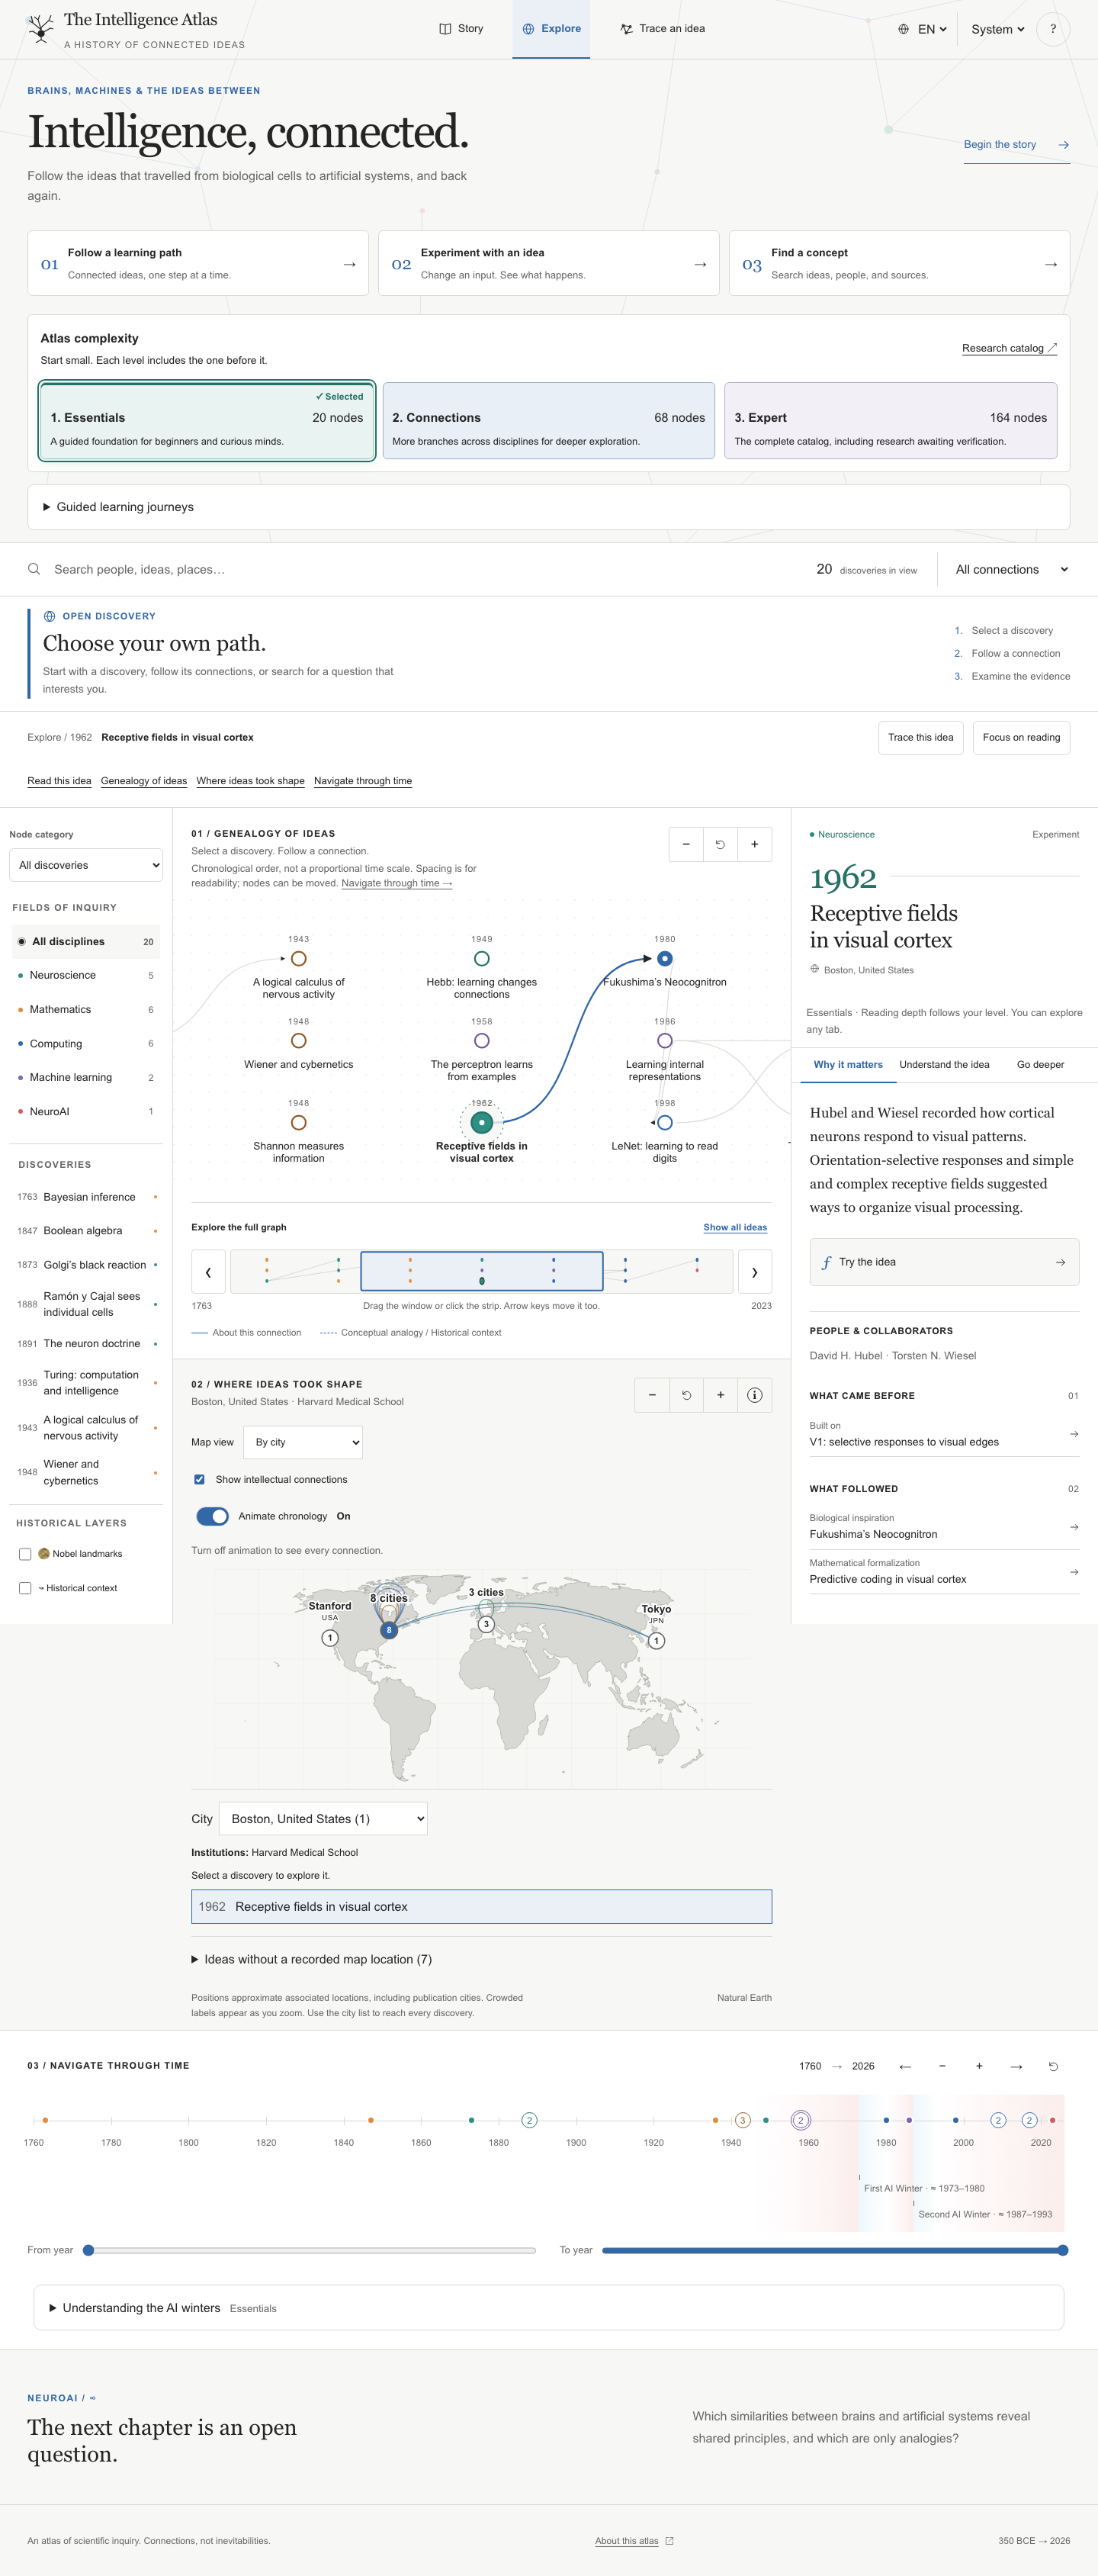 The Intelligence Atlas
A HISTORY OF CONNECTED IDEAS
Story
Explore
Trace an idea
EN
System
?
BRAINS, MACHINES & THE IDEAS BETWEEN
Intelligence, connected.
Follow the ideas that travelled from biological cells to artificial systems, and back
again.
Begin the story →
01 Follow a learning path
Connected ideas, one step at a time.
→
02 Experiment with an idea
Change an input. See what happens.
→
03 Find a concept
Search ideas, people, and sources.
→
Atlas complexity
Start small. Each level includes the one before it.
Research catalog ↗
✓ Selected
1. Essentials 20 nodes
A guided foundation for beginners and curious minds.
2. Connections 68 nodes
More branches across disciplines for deeper exploration.
3. Expert 164 nodes
The complete catalog, including research awaiting verification.
▶ Guided learning journeys
Search people, ideas, places…
20 discoveries in view
All connections
OPEN DISCOVERY
Choose your own path.
Start with a discovery, follow its connections, or search for a question that
interests you.
1. Select a discovery
2. Follow a connection
3. Examine the evidence
Explore / 1962 Receptive fields in visual cortex
Trace this idea
Focus on reading
Read this idea Genealogy of ideas Where ideas took shape Navigate through time
Node category
All discoveries
FIELDS OF INQUIRY
All disciplines 20
Neuroscience 5
Mathematics 6
Computing 6
Machine learning 2
NeuroAI 1
DISCOVERIES
1763 Bayesian inference
1847 Boolean algebra
1873 Golgi's black reaction
1888 Ramón y Cajal sees
individual cells
1891 The neuron doctrine
1936 Turing: computation
and intelligence
1943 A logical calculus of
nervous activity
1948 Wiener and
cybernetics
HISTORICAL LAYERS
Nobel landmarks
Historical context
01 / GENEALOGY OF IDEAS
Select a discovery. Follow a connection.
Chronological order, not a proportional time scale. Spacing is for
readability; nodes can be moved. Navigate through time →
− +
1943
A logical calculus of
nervous activity
1949
Hebb: learning changes
connections
1980
Fukushima's Neocognitron
1948
Wiener and cybernetics
1958
The perceptron learns
from examples
1986
Learning internal
representations
1948
Shannon measures
information
1962
Receptive fields in
visual cortex
1998
LeNet: learning to read
digits
Explore the full graph
Show all ideas
❮ ❯
1763
Drag the window or click the strip. Arrow keys move it too.
2023
About this connection
Conceptual analogy / Historical context
02 / WHERE IDEAS TOOK SHAPE
Boston, United States · Harvard Medical School
− + i
Map view By city
Show intellectual connections
Animate chronology On
Turn off animation to see every connection.
Stanford
USA
1
8 cities
8
3 cities
3
Tokyo
JPN
1
City Boston, United States (1)
Institutions: Harvard Medical School
Select a discovery to explore it.
1962 Receptive fields in visual cortex
▶ Ideas without a recorded map location (7)
Positions approximate associated locations, including publication cities. Crowded
labels appear as you zoom. Use the city list to reach every discovery.
Natural Earth
Neuroscience
Experiment
1962
Receptive fields
in visual cortex
Boston, United States
Essentials · Reading depth follows your level. You can explore
any tab.
Why it matters Understand the idea Go deeper
Hubel and Wiesel recorded how cortical
neurons respond to visual patterns.
Orientation-selective responses and simple
and complex receptive fields suggested
ways to organize visual processing.
f Try the idea →
PEOPLE & COLLABORATORS
David H. Hubel · Torsten N. Wiesel
WHAT CAME BEFORE 01
Built on
V1: selective responses to visual edges →
WHAT FOLLOWED 02
Biological inspiration
Fukushima's Neocognitron →
Mathematical formalization
Predictive coding in visual cortex →
03 / NAVIGATE THROUGH TIME
1760 → 2026 ← − + →
2 3 2 2 2
1760 1780 1800 1820 1840 1860 1880 1900 1920 1940 1960 1980 2000 2020
First AI Winter · ≈ 1973–1980
Second AI Winter · ≈ 1987–1993
From year
To year
▶ Understanding the AI winters Essentials
NEUROAI / ∞
The next chapter is an open
question.
Which similarities between brains and artificial systems reveal
shared principles, and which are only analogies?
An atlas of scientific inquiry. Connections, not inevitabilities.
About this atlas
350 BCE → 2026